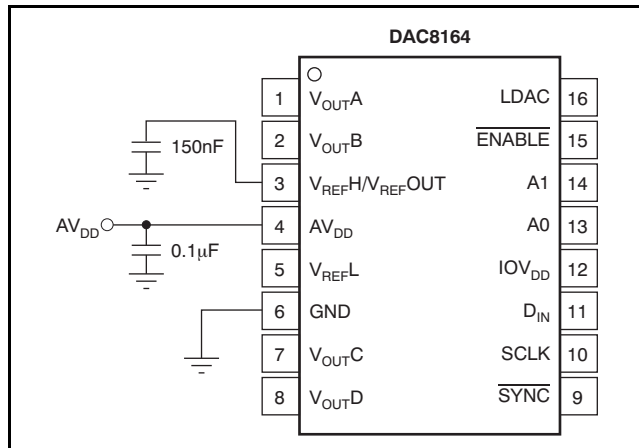 DAC8164
1 VOUTA LDAC 16
2 VOUTB ENABLE 15
150nF
3 VREFH/VREFOUT A1 14
AVDD 4 AVDD A0 13
0.1μF
5 VREFL IOVDD 12
6 GND DIN 11
7 VOUTC SCLK 10
8 VOUTD SYNC 9